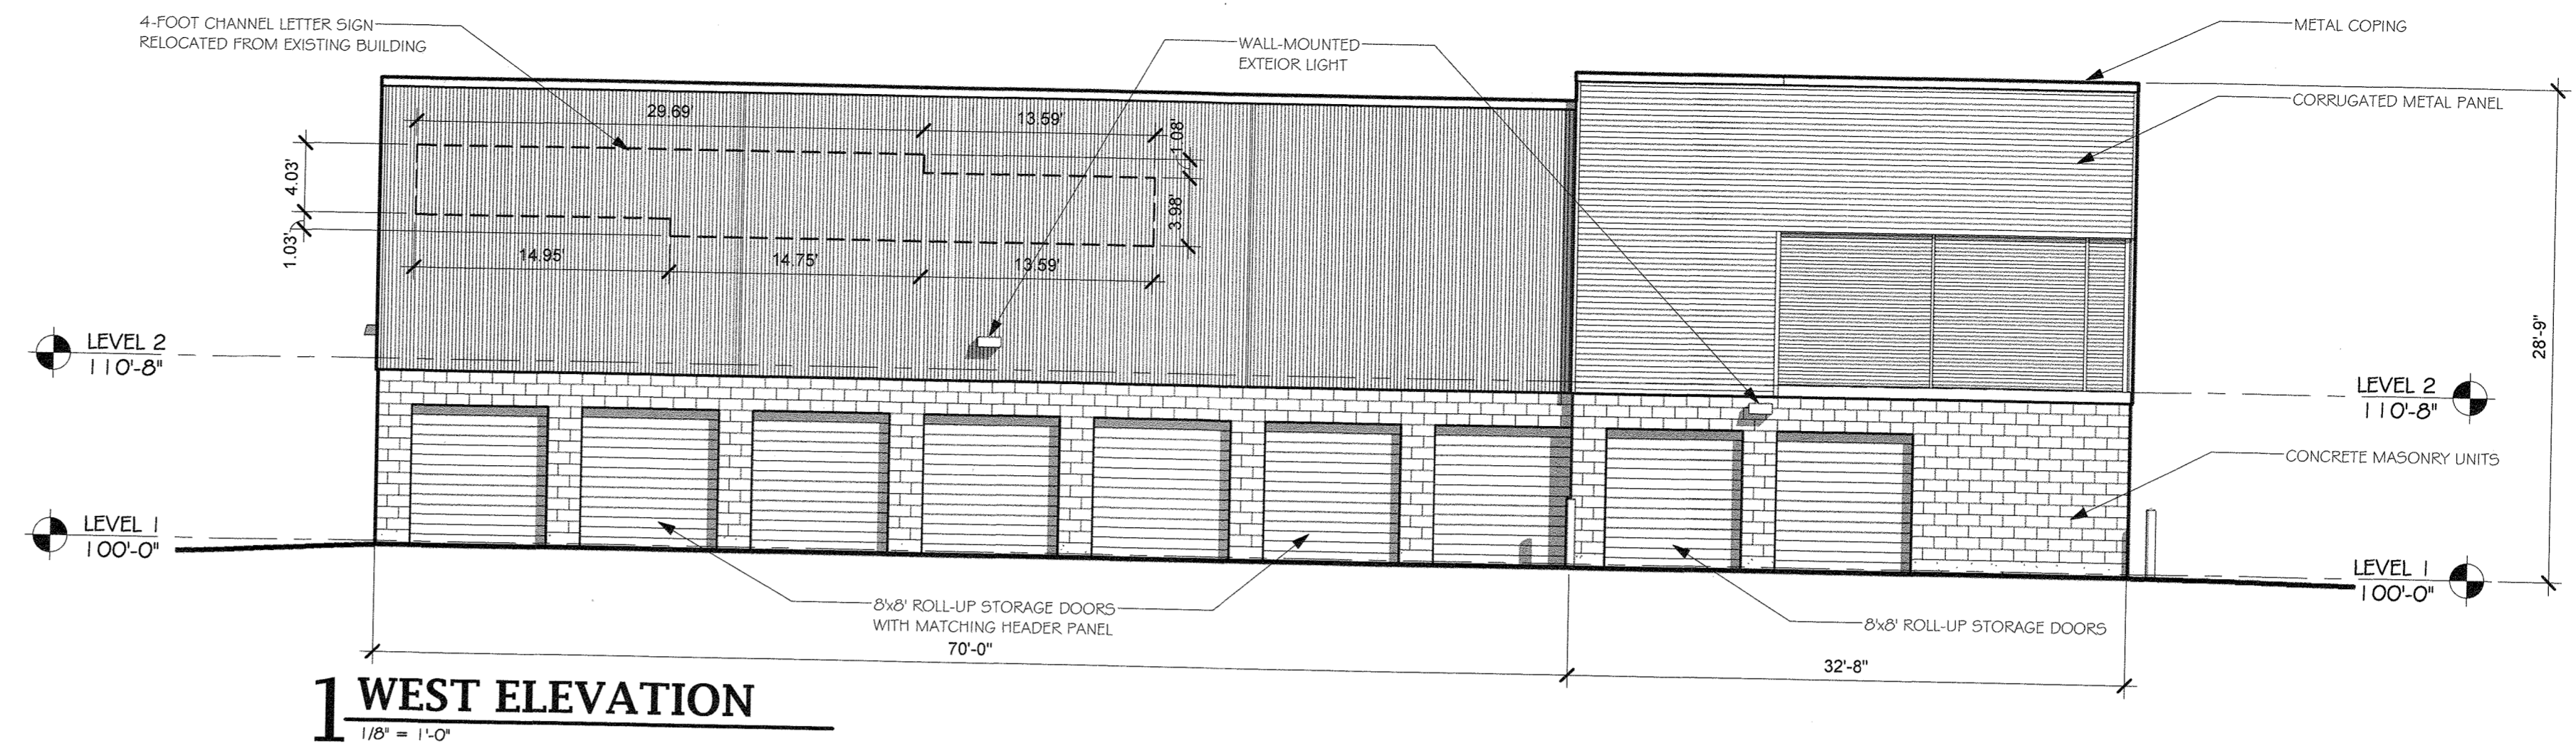 4-FOOT CHANNEL LETTER SIGN
RELOCATED FROM EXISTING BUILDING
WALL-MOUNTED
EXTEIOR LIGHT
METAL COPING
CORRUGATED METAL PANEL
29.69'
13.59'
1.08'
4.03'
3.98'
1.03'
14.95'
14.75'
13.59'
28'-9"
LEVEL 2
110'-8"
LEVEL 2
110'-8"
CONCRETE MASONRY UNITS
LEVEL 1
100'-0"
LEVEL 1
100'-0"
8'x8' ROLL-UP STORAGE DOORS
WITH MATCHING HEADER PANEL
8'x8' ROLL-UP STORAGE DOORS
70'-0"
32'-8"
1 WEST ELEVATION
1/8" = 1'-0"